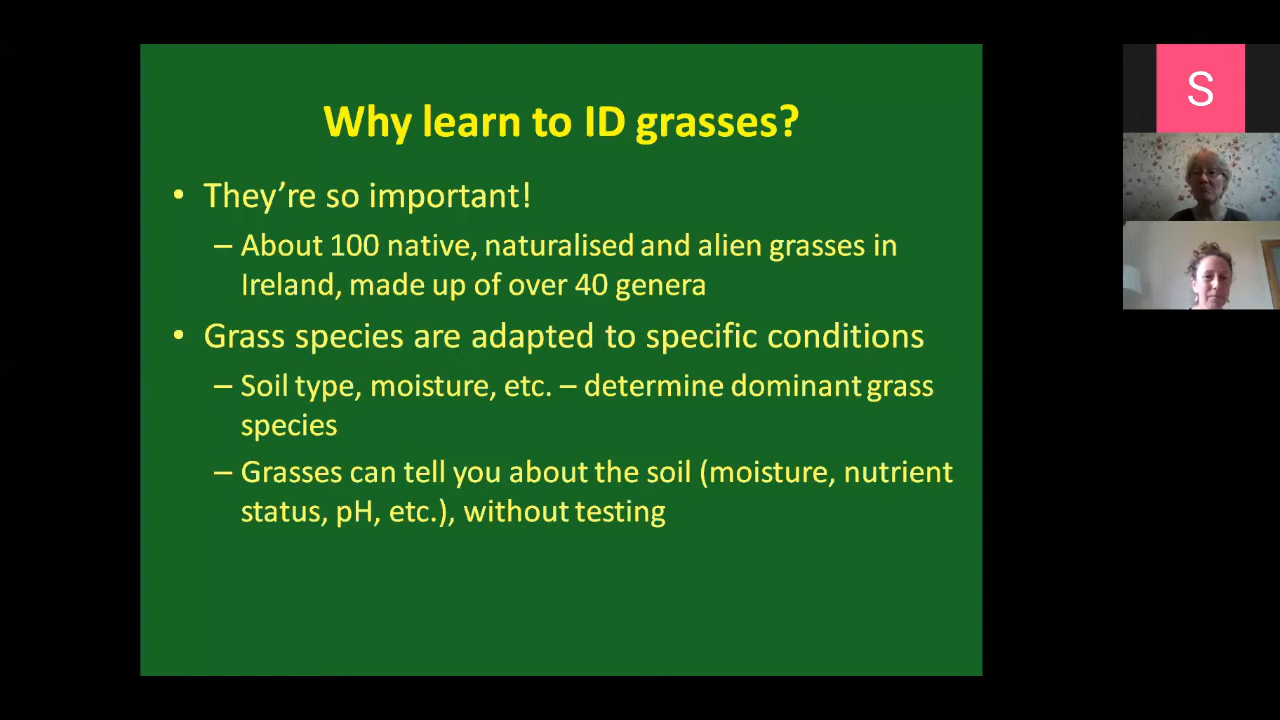 Why learn to ID grasses?
• They're so important!
– About 100 native, naturalised and alien grasses in
Ireland, made up of over 40 genera
• Grass species are adapted to specific conditions
– Soil type, moisture, etc. – determine dominant grass
species
– Grasses can tell you about the soil (moisture, nutrient
status, pH, etc.), without testing
S